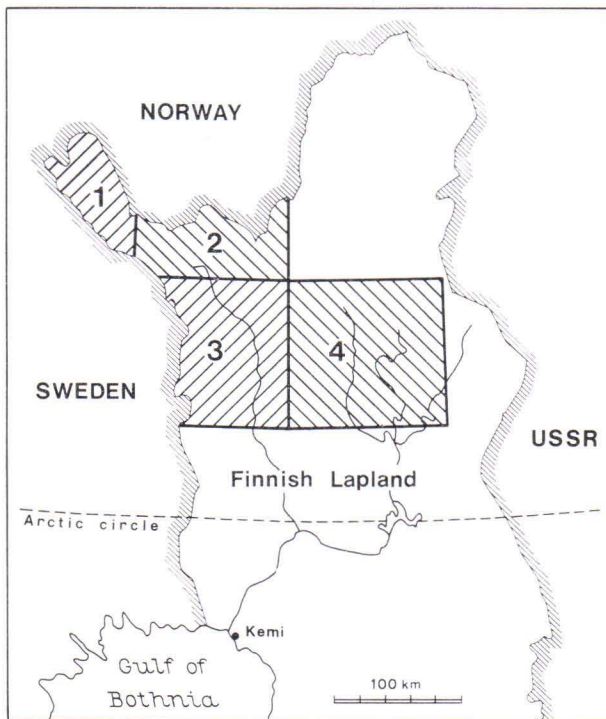 NORWAY
1
2
3
4
SWEDEN
USSR
Finnish Lapland
Arctic circle
Kemi
Gulf of
Bothnia
100 km